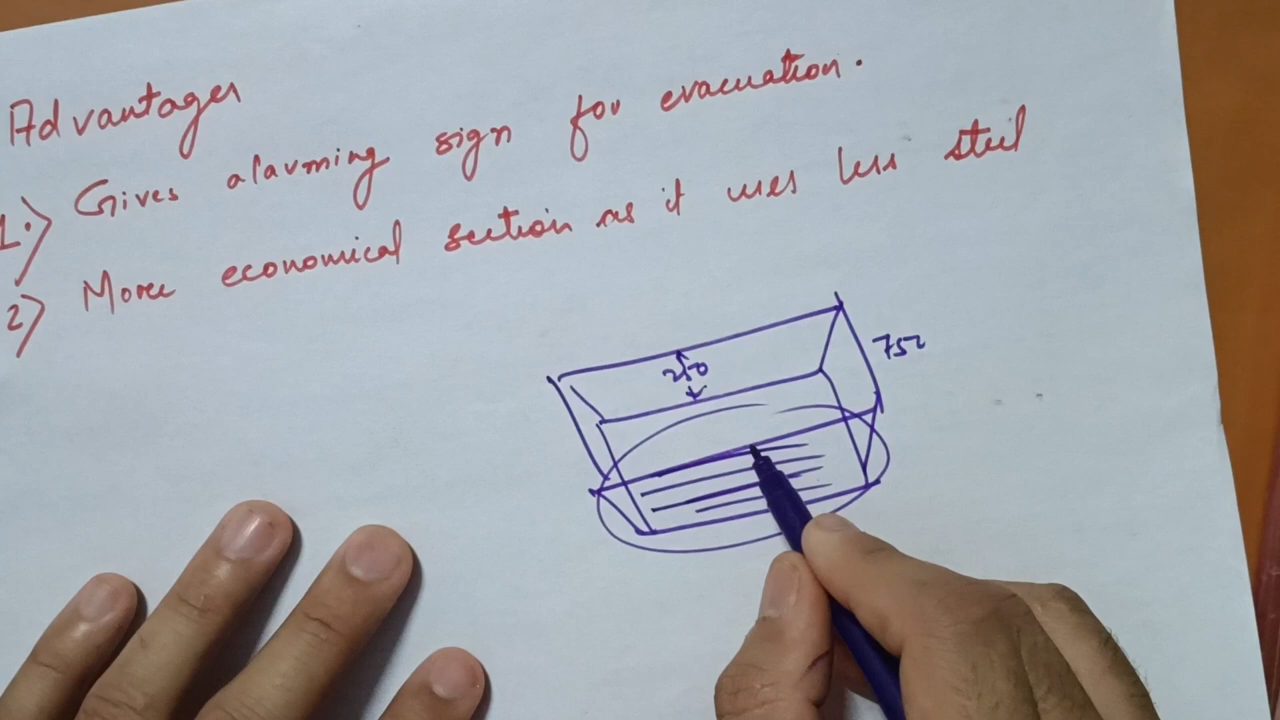 Advantages
1.) Gives alarming sign for evacuation.
2) More economical section as it uses less steel
250
750